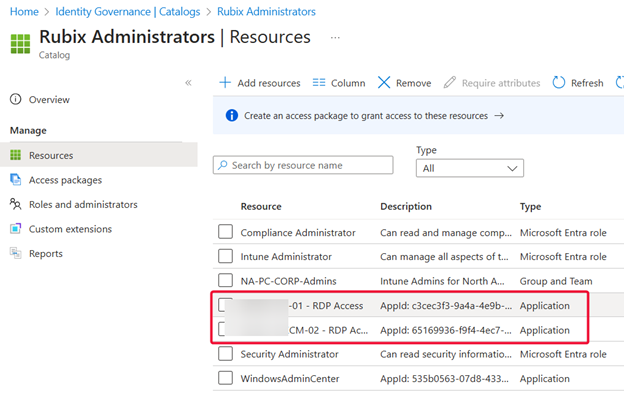 Home > Identity Governance | Catalogs > Rubix Administrators
Rubix Administrators | Resources ...
Catalog
«
Overview
Manage
Resources
Access packages
Roles and administrators
Custom extensions
Reports
+ Add resources Column Remove Require attributes Refresh
Create an access package to grant access to these resources →
Type
Search by resource name All
Resource Description Type
Compliance Administrator Can read and manage comp... Microsoft Entra role
Intune Administrator Can manage all aspects of t... Microsoft Entra role
NA-PC-CORP-Admins Intune Admins for North A... Group and Team
-01 - RDP Access AppId: c3cec3f3-9a4a-4e9b-... Application
CM-02 - RDP Ac... AppId: 65169936-f9f4-4ec7-... Application
Security Administrator Can read security informatio... Microsoft Entra role
WindowsAdminCenter AppId: 535b0563-07d8-433... Application